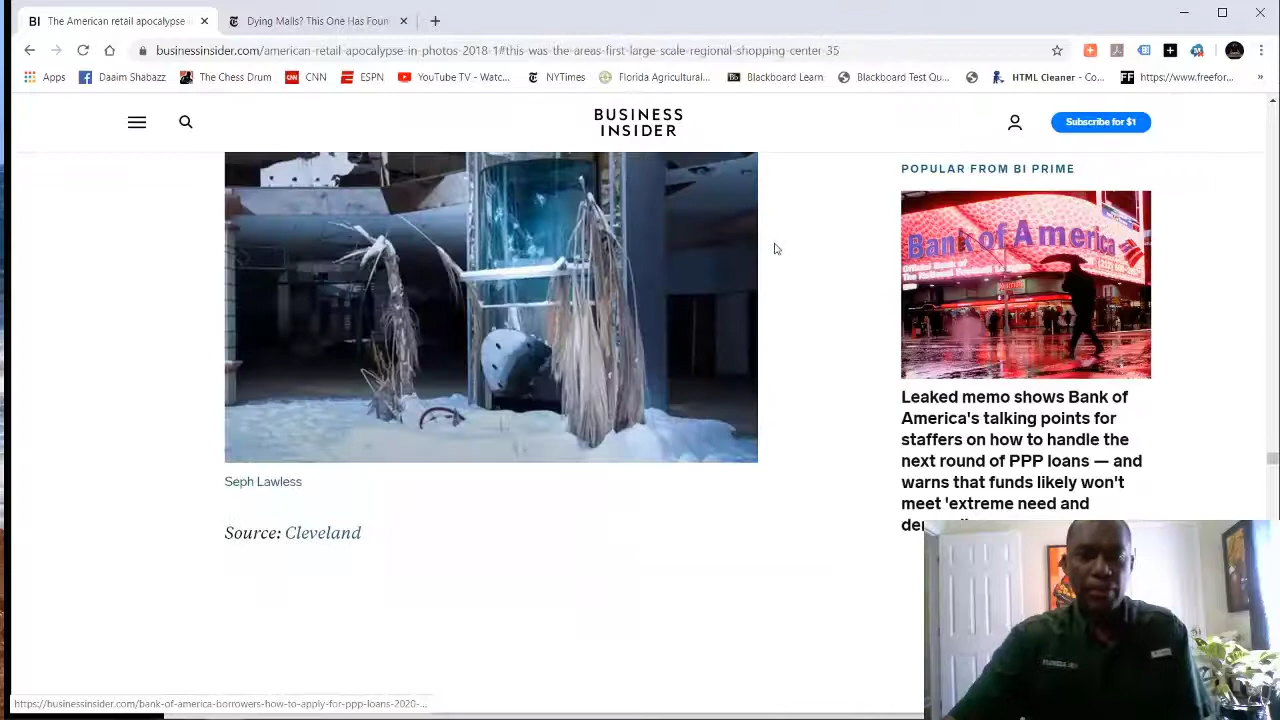 BI The American retail apocalypse i
Dying Malls? This One Has Foun
businessinsider.com/american-retail-apocalypse-in-photos-2018-1#this-was-the-areas-first-large-scale-regional-shopping-center-35
Apps Daaim Shabazz The Chess Drum CNN ESPN YouTube TV - Watc... NYTimes Florida Agricultural... Blackboard Learn Blackboard Test Qu... HTML Cleaner - Co... https://www.freefor... »
BUSINESS
INSIDER
Subscribe for $1
POPULAR FROM BI PRIME
Bank of America
Leaked memo shows Bank of
America's talking points for
staffers on how to handle the
next round of PPP loans — and
warns that funds likely won't
meet 'extreme need and
Seph Lawless
Source: Cleveland
FLORIDA
https://businessinsider.com/bank-of-america-borrowers-how-to-apply-for-ppp-loans-2020-...